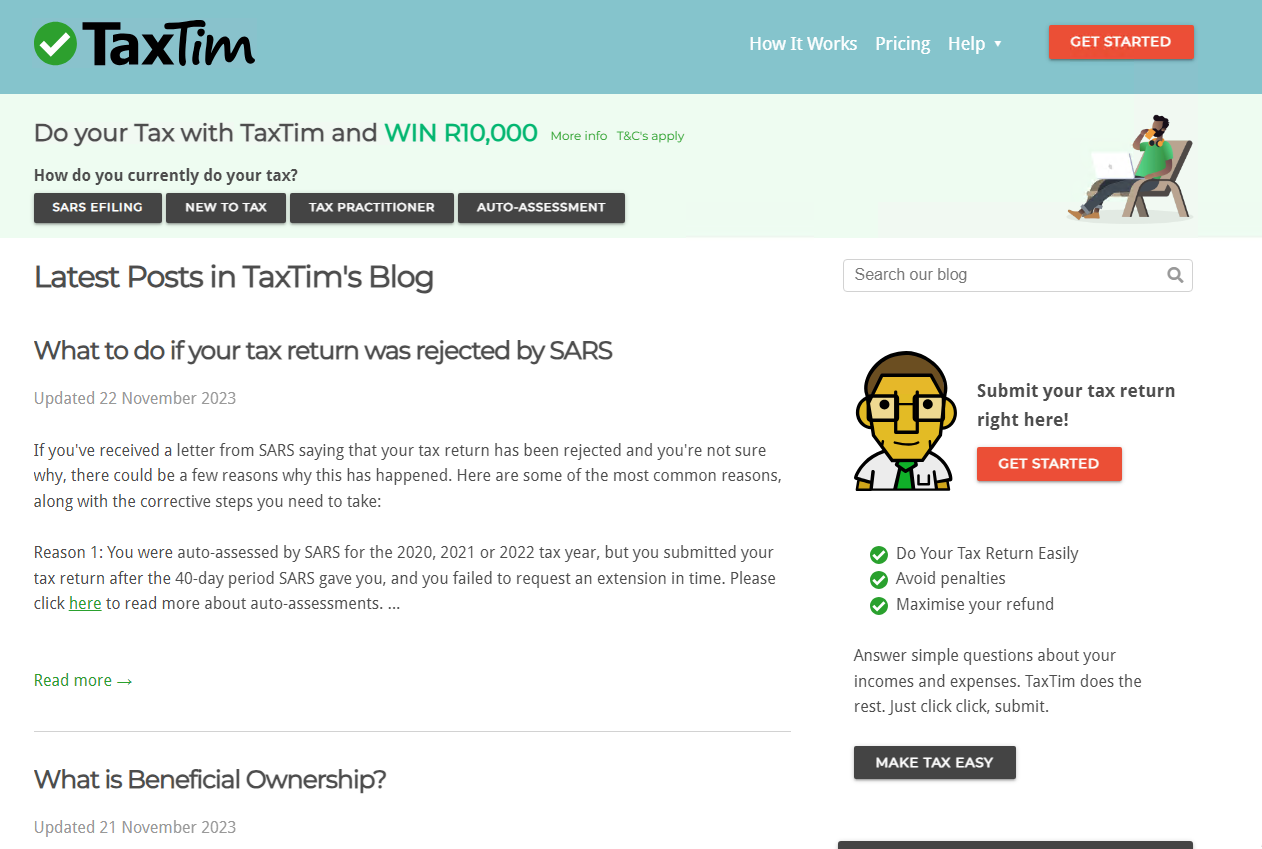 TaxTim
How It Works Pricing Help ▼ GET STARTED
Do your Tax with TaxTim and WIN R10,000 More info T&C's apply
How do you currently do your tax?
SARS EFILING NEW TO TAX TAX PRACTITIONER AUTO-ASSESSMENT
Latest Posts in TaxTim's Blog
What to do if your tax return was rejected by SARS
Updated 22 November 2023
If you've received a letter from SARS saying that your tax return has been rejected and you're not sure
why, there could be a few reasons why this has happened. Here are some of the most common reasons,
along with the corrective steps you need to take:
Reason 1: You were auto-assessed by SARS for the 2020, 2021 or 2022 tax year, but you submitted your
tax return after the 40-day period SARS gave you, and you failed to request an extension in time. Please
click here to read more about auto-assessments. ...
Read more →
What is Beneficial Ownership?
Updated 21 November 2023
Search our blog
Submit your tax return
right here!
GET STARTED
Do Your Tax Return Easily
Avoid penalties
Maximise your refund
Answer simple questions about your
incomes and expenses. TaxTim does the
rest. Just click click, submit.
MAKE TAX EASY